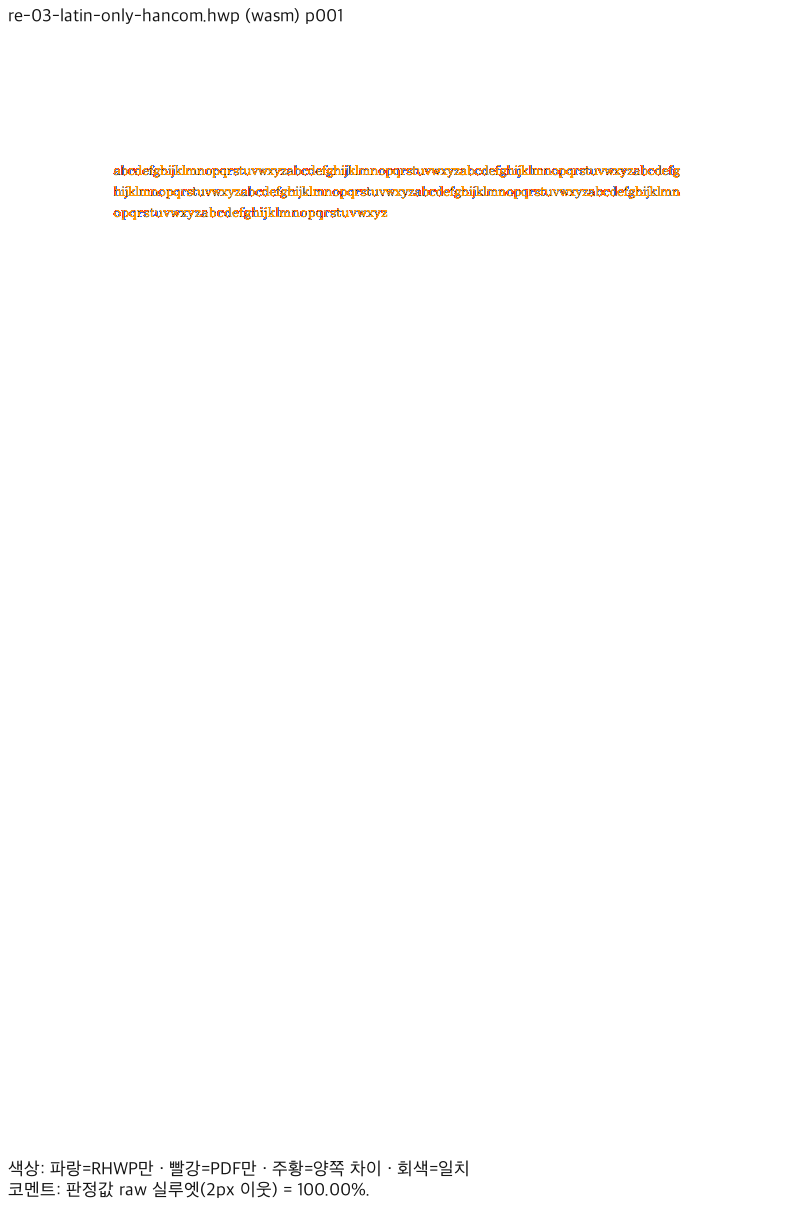 re-03-latin-only-hancom.hwp (wasm) p001
abcdefghijklmnopqrstuvwxyzabcdefghijklmnopqrstuvwxyzabcdefghijklmnopqrstuvwxyzabcdefg
hijklmnopqrstuvwxyzabcdefghijklmnopqrstuvwxyzabcdefghijklmnopqrstuvwxyzabcdefghijklmn
opqrstuvwxyzabcdefghijklmnopqrstuvwxyz
색상: 파랑=RHWP만 · 빨강=PDF만 · 주황=양쪽 차이 · 회색=일치
코멘트: 판정값 raw 실루엣(2px 이웃) = 100.00%.